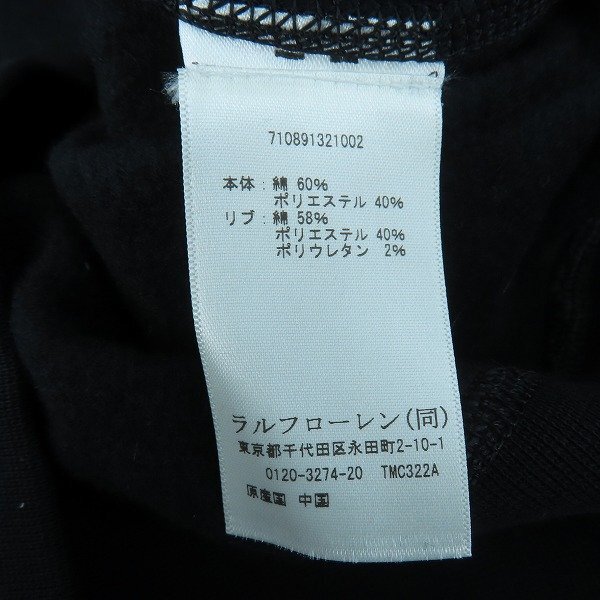 710891321002
本体：綿 60%
ポリエステル 40%
リブ：綿 58%
ポリエステル 40%
ポリウレタン 2%
ラルフローレン(同)
東京都千代田区永田町2-10-1
0120-3274-20 TMC322A
原産国 中国